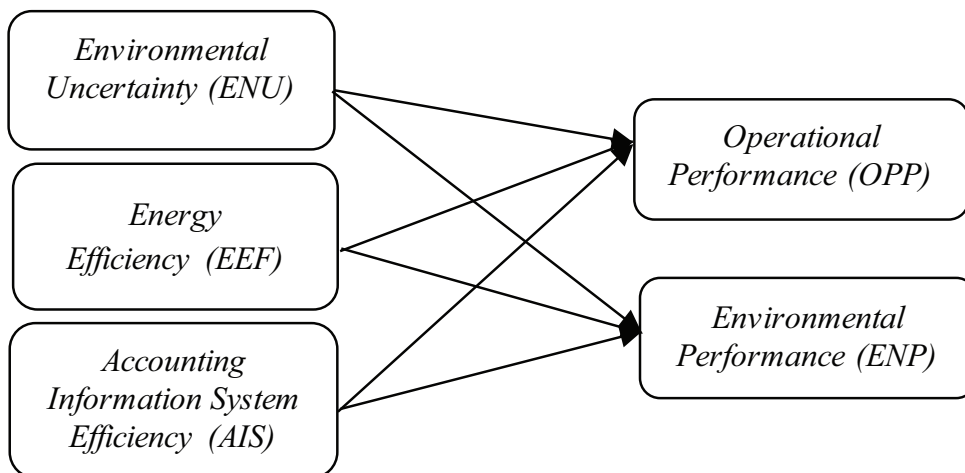 Environmental
Uncertainty (ENU)
Energy
Efficiency (EEF)
Accounting
Information System
Efficiency (AIS)
Operational
Performance (OPP)
Environmental
Performance (ENP)